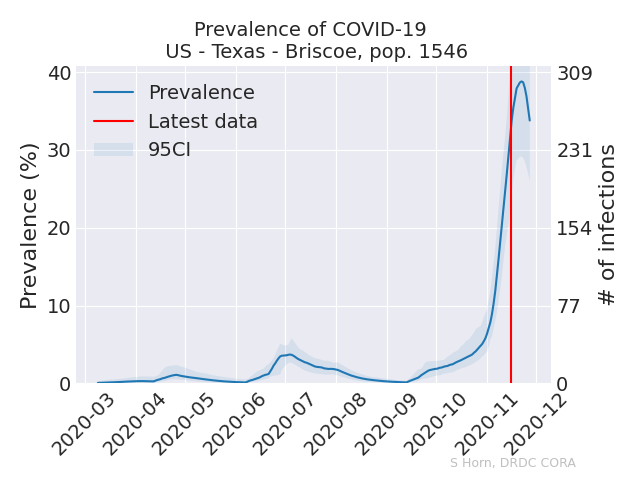 Prevalence of COVID-19
US - Texas - Briscoe, pop. 1546
Prevalence
Latest data
95CI
Prevalence (%)
40
30
20
10
0
309
231
154
77
0
# of infections
2020-03
2020-04
2020-05
2020-06
2020-07
2020-08
2020-09
2020-10
2020-11
2020-12
S Horn, DRDC CORA